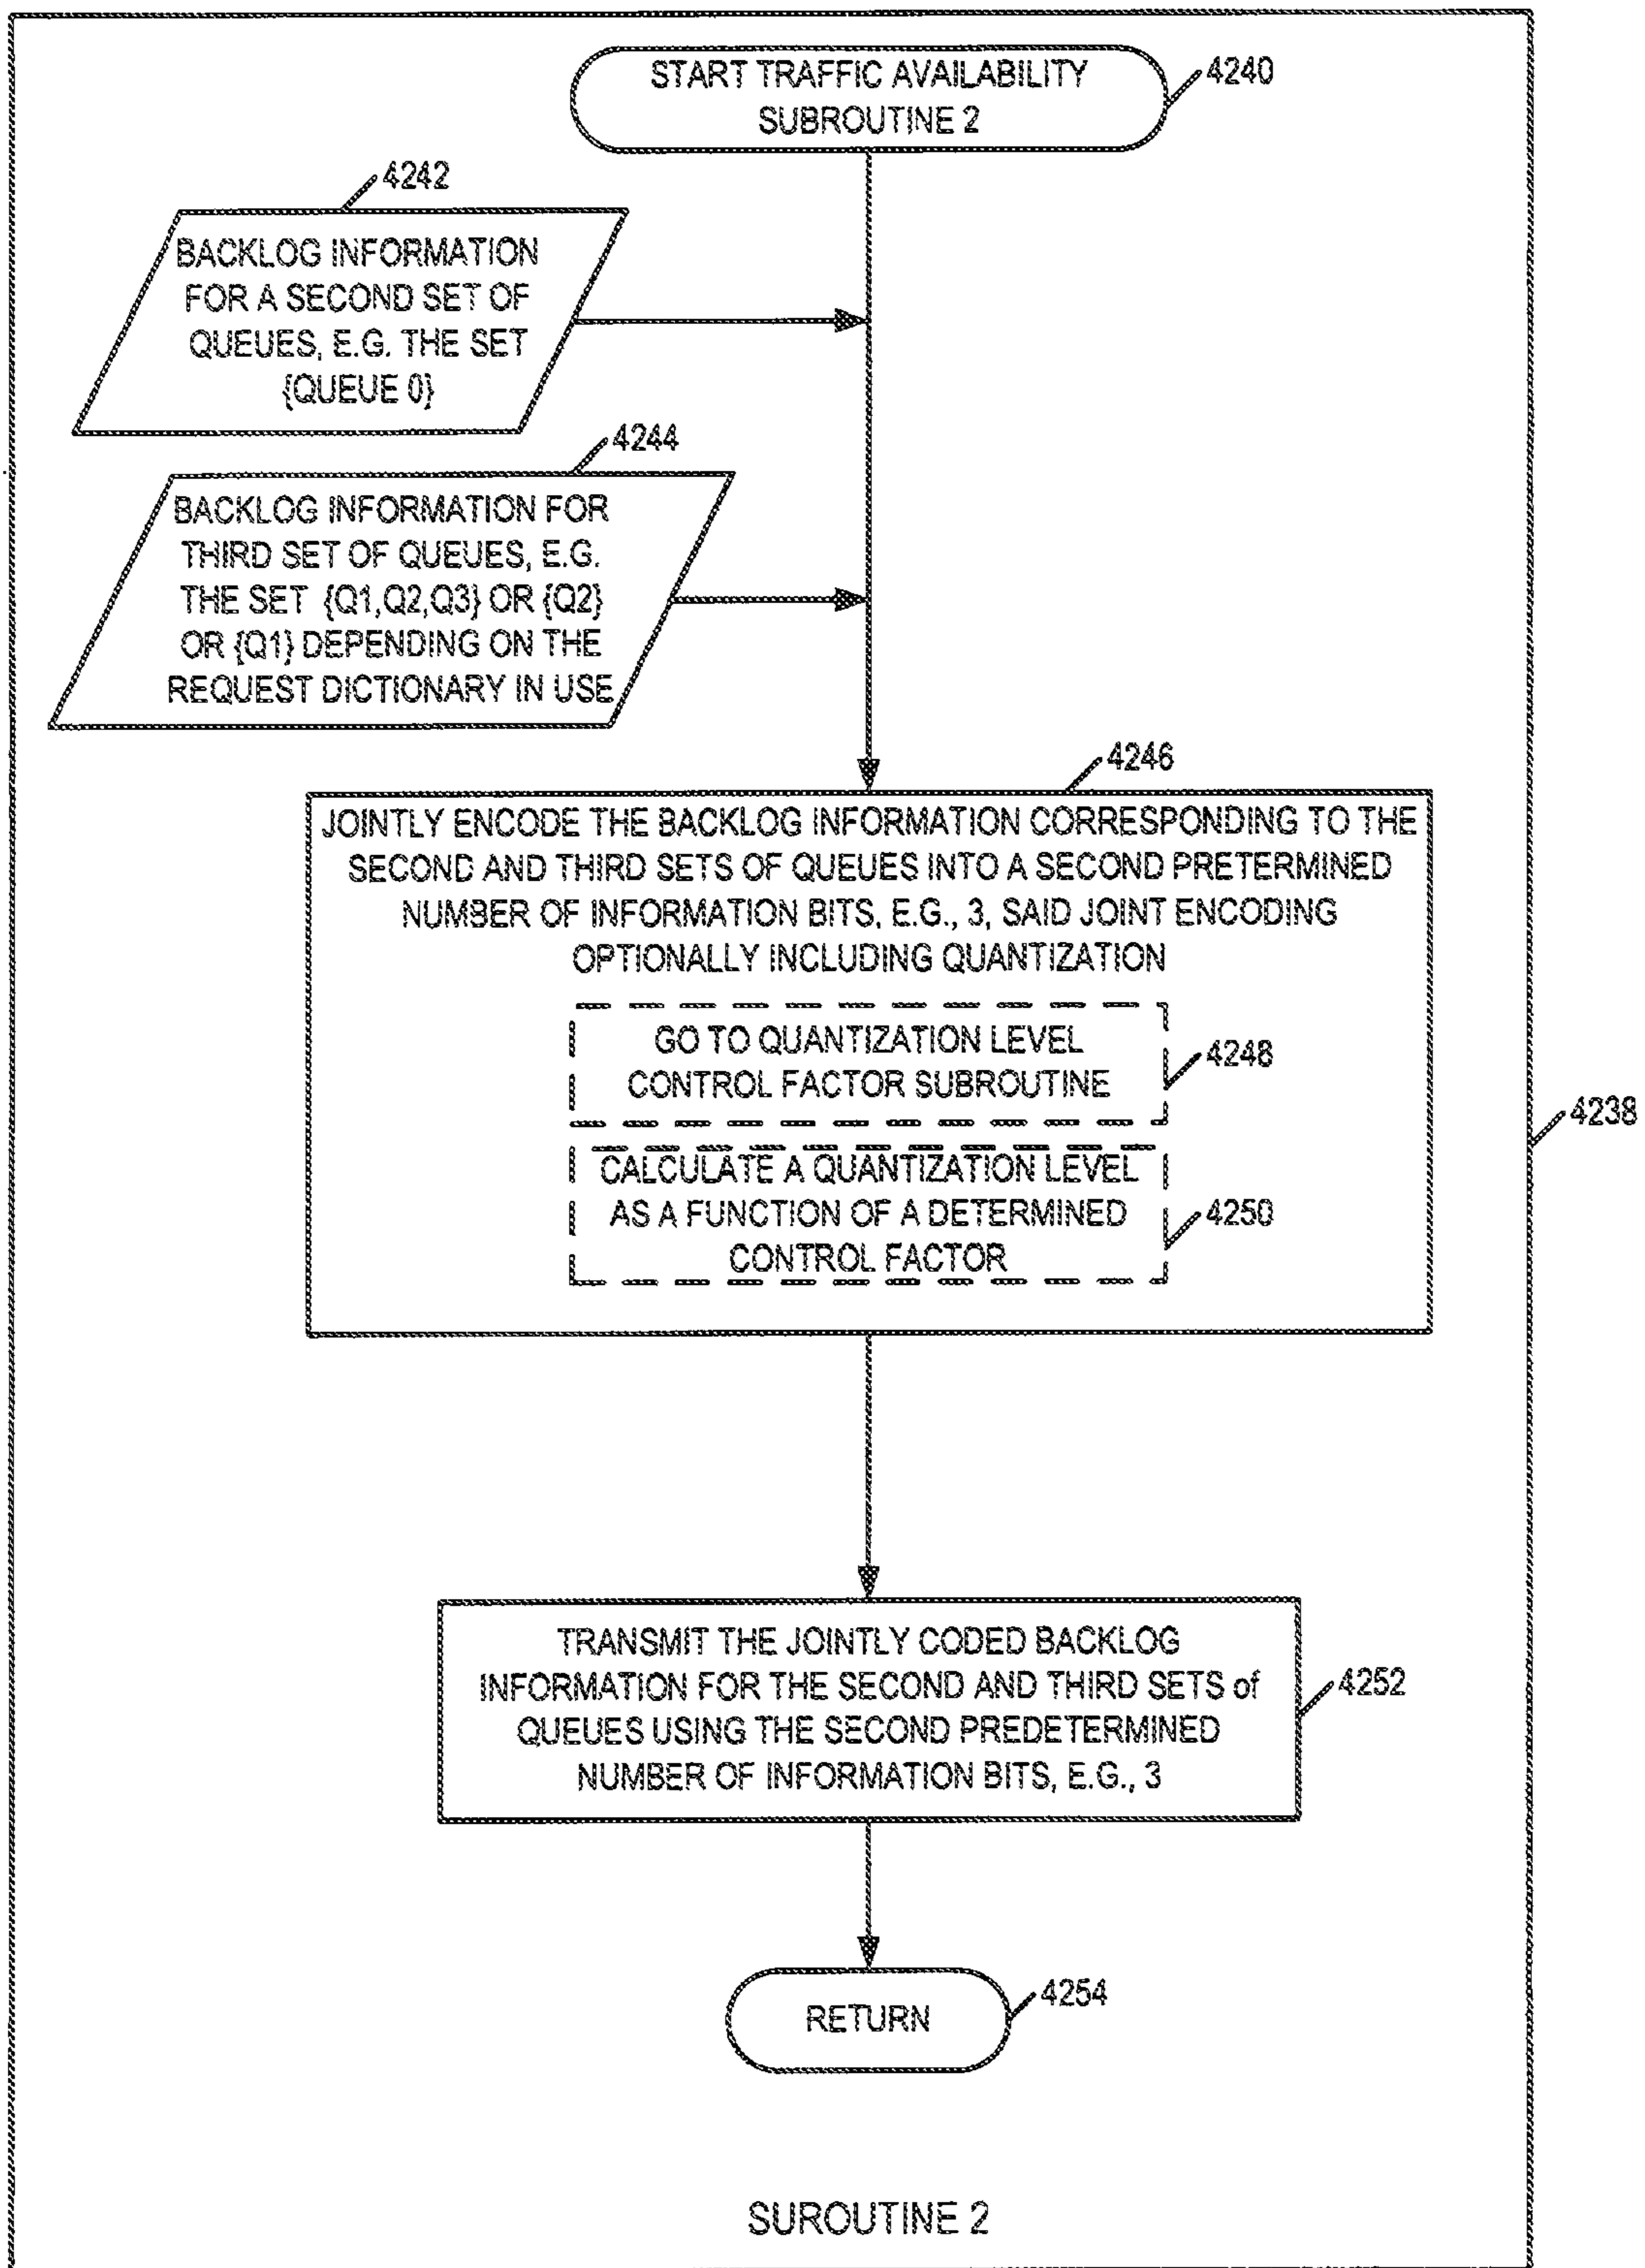 START TRAFFIC AVAILABILITY
SUBROUTINE 2
4240
4242
BACKLOG INFORMATION
FOR A SECOND SET OF
QUEUES, E.G. THE SET
{QUEUE 0}
4244
BACKLOG INFORMATION FOR
THIRD SET OF QUEUES, E.G.
THE SET {Q1,Q2,Q3} OR {Q2}
OR {Q1} DEPENDING ON THE
REQUEST DICTIONARY IN USE
4246
JOINTLY ENCODE THE BACKLOG INFORMATION CORRESPONDING TO THE
SECOND AND THIRD SETS OF QUEUES INTO A SECOND PRETERMINED
NUMBER OF INFORMATION BITS, E.G., 3, SAID JOINT ENCODING
OPTIONALLY INCLUDING QUANTIZATION
GO TO QUANTIZATION LEVEL
CONTROL FACTOR SUBROUTINE
4248
4238
CALCULATE A QUANTIZATION LEVEL
AS A FUNCTION OF A DETERMINED
CONTROL FACTOR
4250
TRANSMIT THE JOINTLY CODED BACKLOG
INFORMATION FOR THE SECOND AND THIRD SETS of
QUEUES USING THE SECOND PREDETERMINED
NUMBER OF INFORMATION BITS, E.G., 3
4252
RETURN
4254
SUROUTINE 2